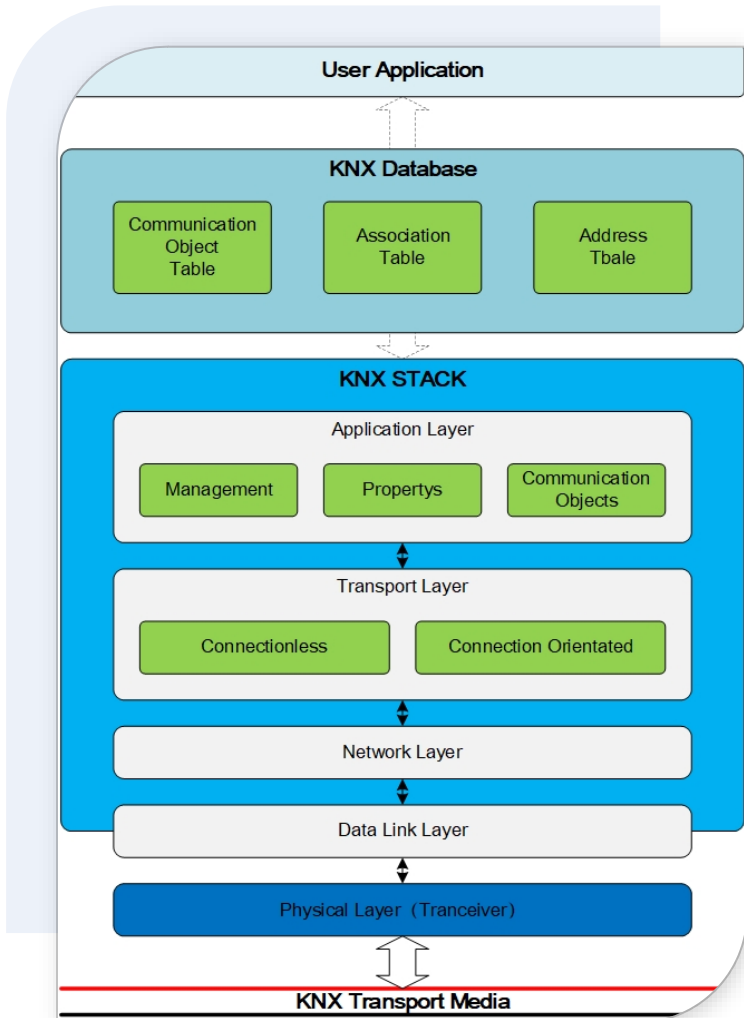 User Application
KNX Database
Communication
Object
Table
Association
Table
Address
Tbale
KNX STACK
Application Layer
Management
Propertys
Communication
Objects
Transport Layer
Connectionless
Connection Orientated
Network Layer
Data Link Layer
Physical Layer（Tranceiver）
KNX Transport Media